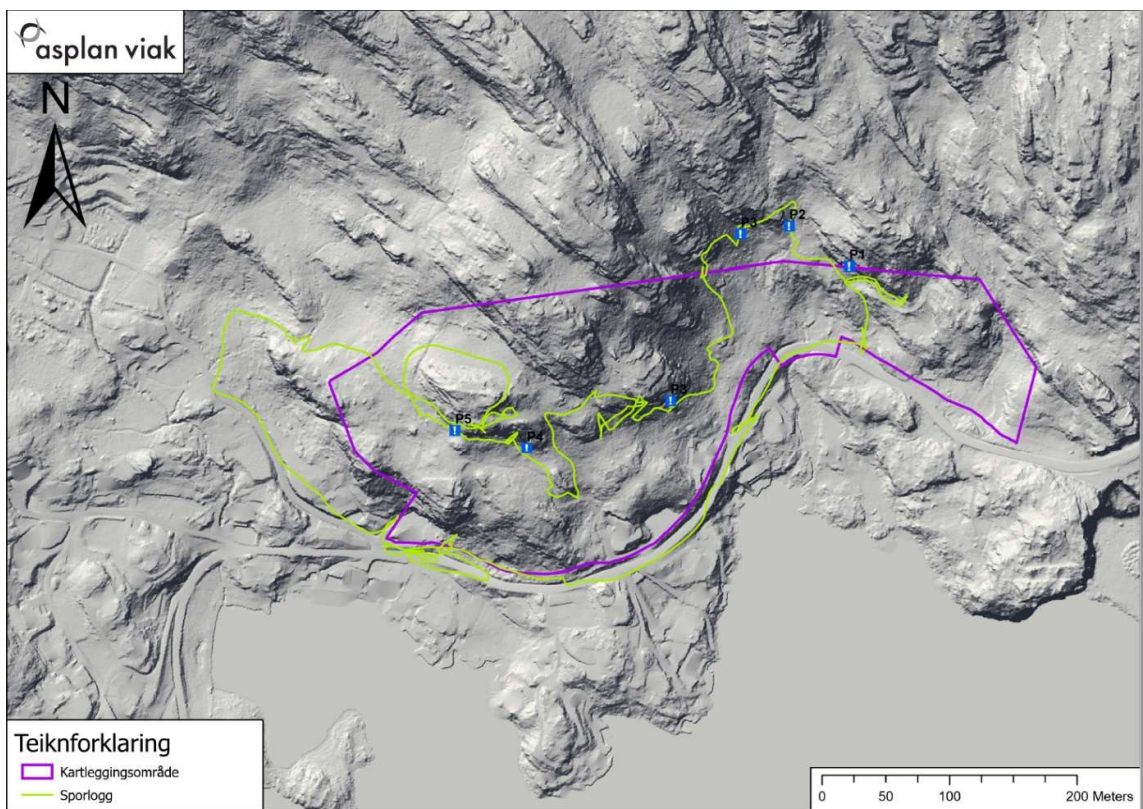 asplan viak
N
P2
P3
P1
P3
P5
P4
Teiknforklaring
Kartleggingsområde
Sporlogg
0 50 100 200 Meters